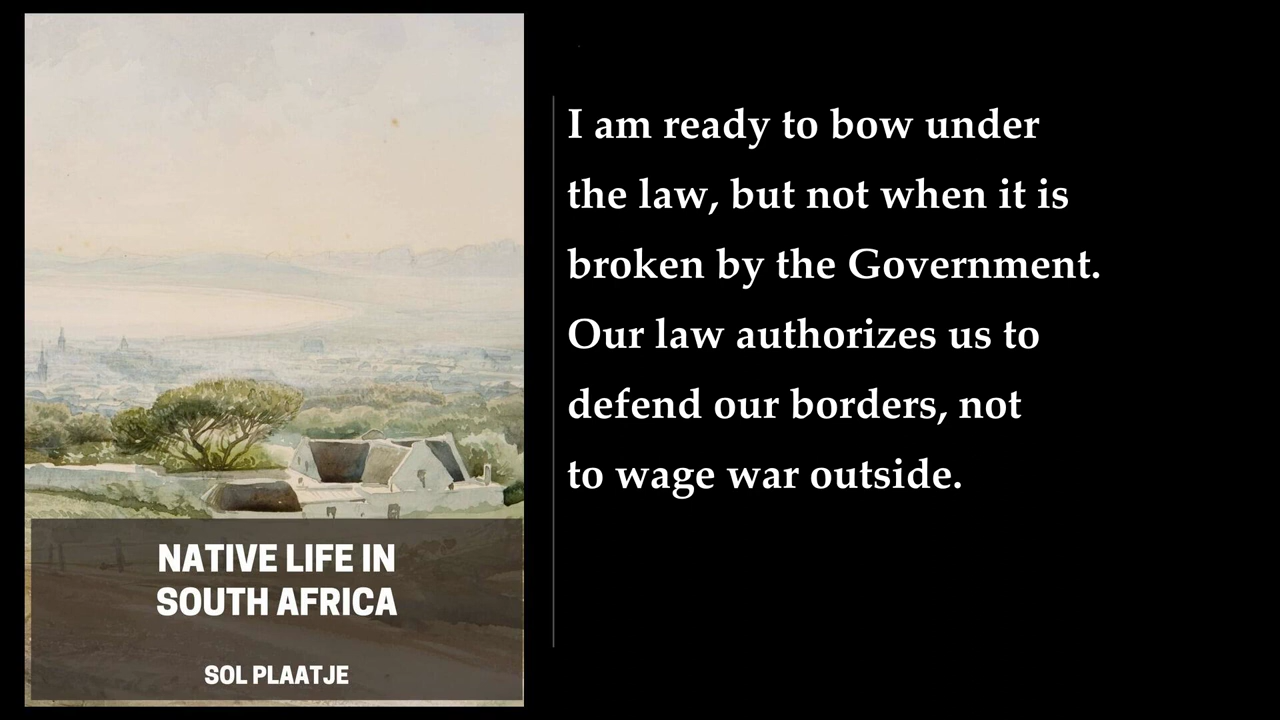 NATIVE LIFE IN
SOUTH AFRICA
SOL PLAATJE
I am ready to bow under
the law, but not when it is
broken by the Government.
Our law authorizes us to
defend our borders, not
to wage war outside.